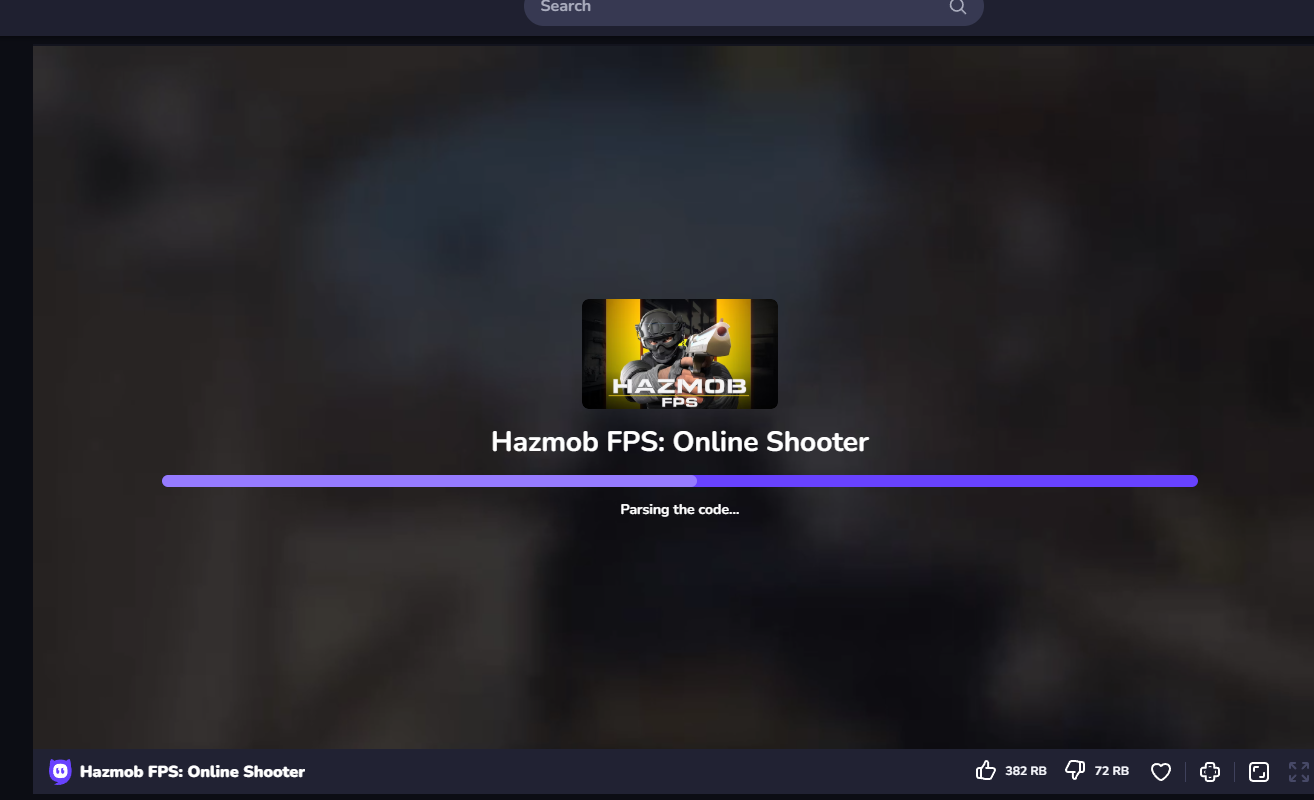 Search
HAZMOB
FPS
Hazmob FPS: Online Shooter
Parsing the code...
Hazmob FPS: Online Shooter
382 RB
72 RB